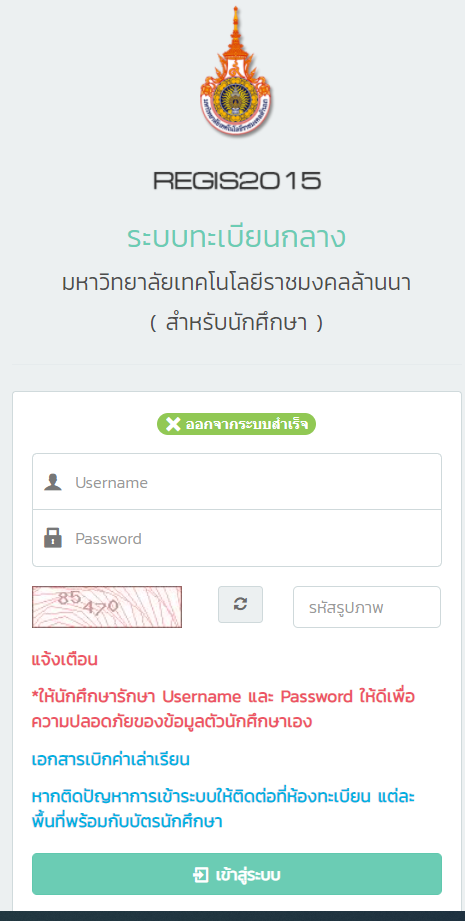 REGIS2015
ระบบทะเบียนกลาง
มหาวิทยาลัยเทคโนโลยีราชมงคลล้านนา
( สำหรับนักศึกษา )
ออกจากระบบสำเร็จ
Username
Password
85470
รหัสรูปภาพ
แจ้งเตือน
*ให้นักศึกษารักษา Username และ Password ให้ดีเพื่อ
ความปลอดภัยของข้อมูลตัวนักศึกษาเอง
เอกสารเบิกค่าเล่าเรียน
หากติดปัญหาการเข้าระบบให้ติดต่อที่ห้องทะเบียน แต่ละ
พื้นที่พร้อมกับบัตรนักศึกษา
เข้าสู่ระบบ